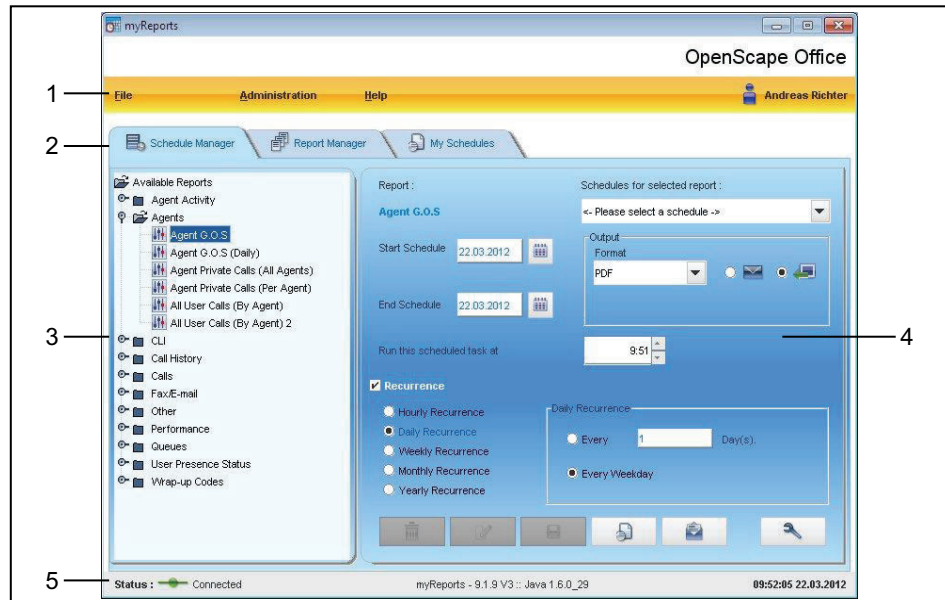 myReports
OpenScape Office
1
File Administration Help Andreas Richter
2
Schedule Manager Report Manager My Schedules
Available Reports
Agent Activity
Agents
Agent G.O.S
Agent G.O.S (Daily)
Agent Private Calls (All Agents)
Agent Private Calls (Per Agent)
All User Calls (By Agent)
All User Calls (By Agent) 2
3
CLI
Call History
Calls
Fax/E-mail
Other
Performance
Queues
User Presence Status
Wrap-up Codes
Report :
Schedules for selected report :
Agent G.O.S
<- Please select a schedule ->
Start Schedule 22.03.2012
Output
Format
PDF
End Schedule 22.03.2012
4
Run this scheduled task at 9:51
Recurrence
Hourly Recurrence
Daily Recurrence
Weekly Recurrence
Monthly Recurrence
Yearly Recurrence
Daily Recurrence
Every 1 Day(s).
Every Weekday
5
Status : Connected
myReports - 9.1.9 V3 :: Java 1.6.0_29
09:52:05 22.03.2012